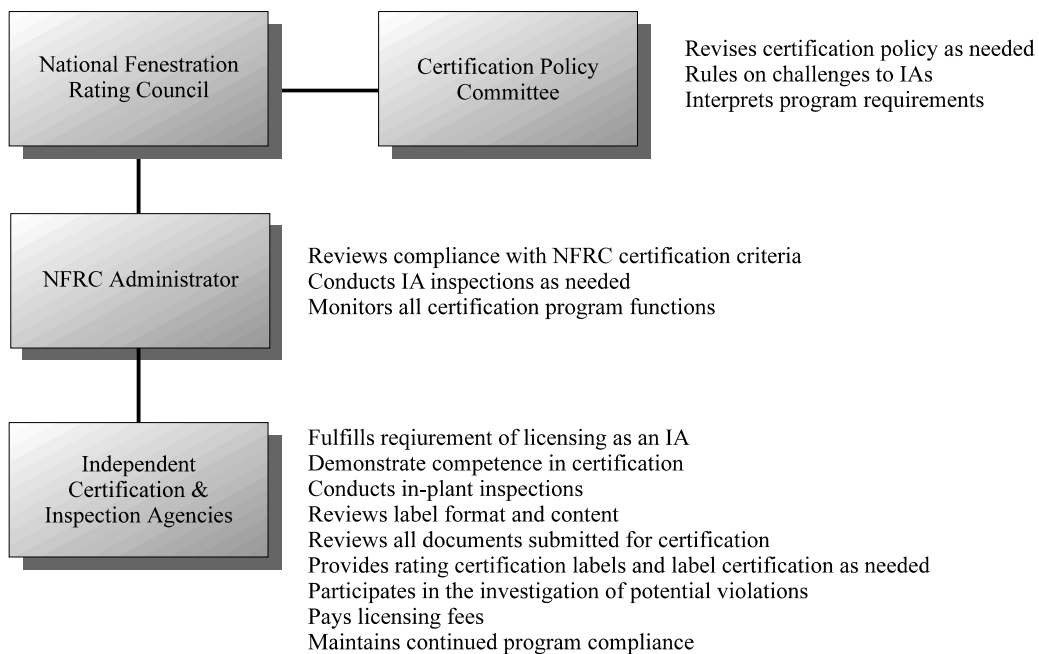 National Fenestration
Rating Council
Certification Policy
Committee
Revises certification policy as needed
Rules on challenges to IAs
Interprets program requirements
NFRC Administrator
Reviews compliance with NFRC certification criteria
Conducts IA inspections as needed
Monitors all certification program functions
Independent
Certification &
Inspection Agencies
Fulfills reqiurement of licensing as an IA
Demonstrate competence in certification
Conducts in-plant inspections
Reviews label format and content
Reviews all documents submitted for certification
Provides rating certification labels and label certification as needed
Participates in the investigation of potential violations
Pays licensing fees
Maintains continued program compliance